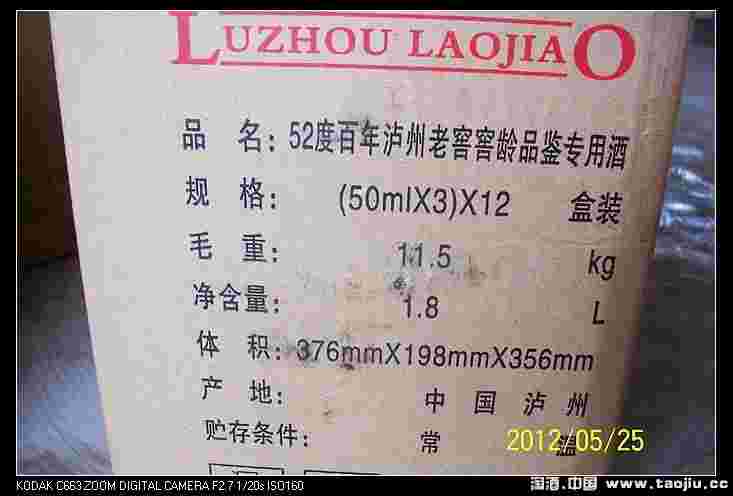 LUZHOU LAOJIAO
品 名: 52度百年泸州老窖窖龄品鉴专用酒
规 格: (50mlX3)X12 盒装
毛 重: 11.5 kg
净含量: 1.8 L
体 积: 376mmX198mmX356mm
产 地: 中 国 泸 州
贮存条件: 常 温
2012/05/25
KODAK C663 ZOOM DIGITAL CAMERA F2.7 1/20s ISO160
淘酒.中国 www.taojiu.cc